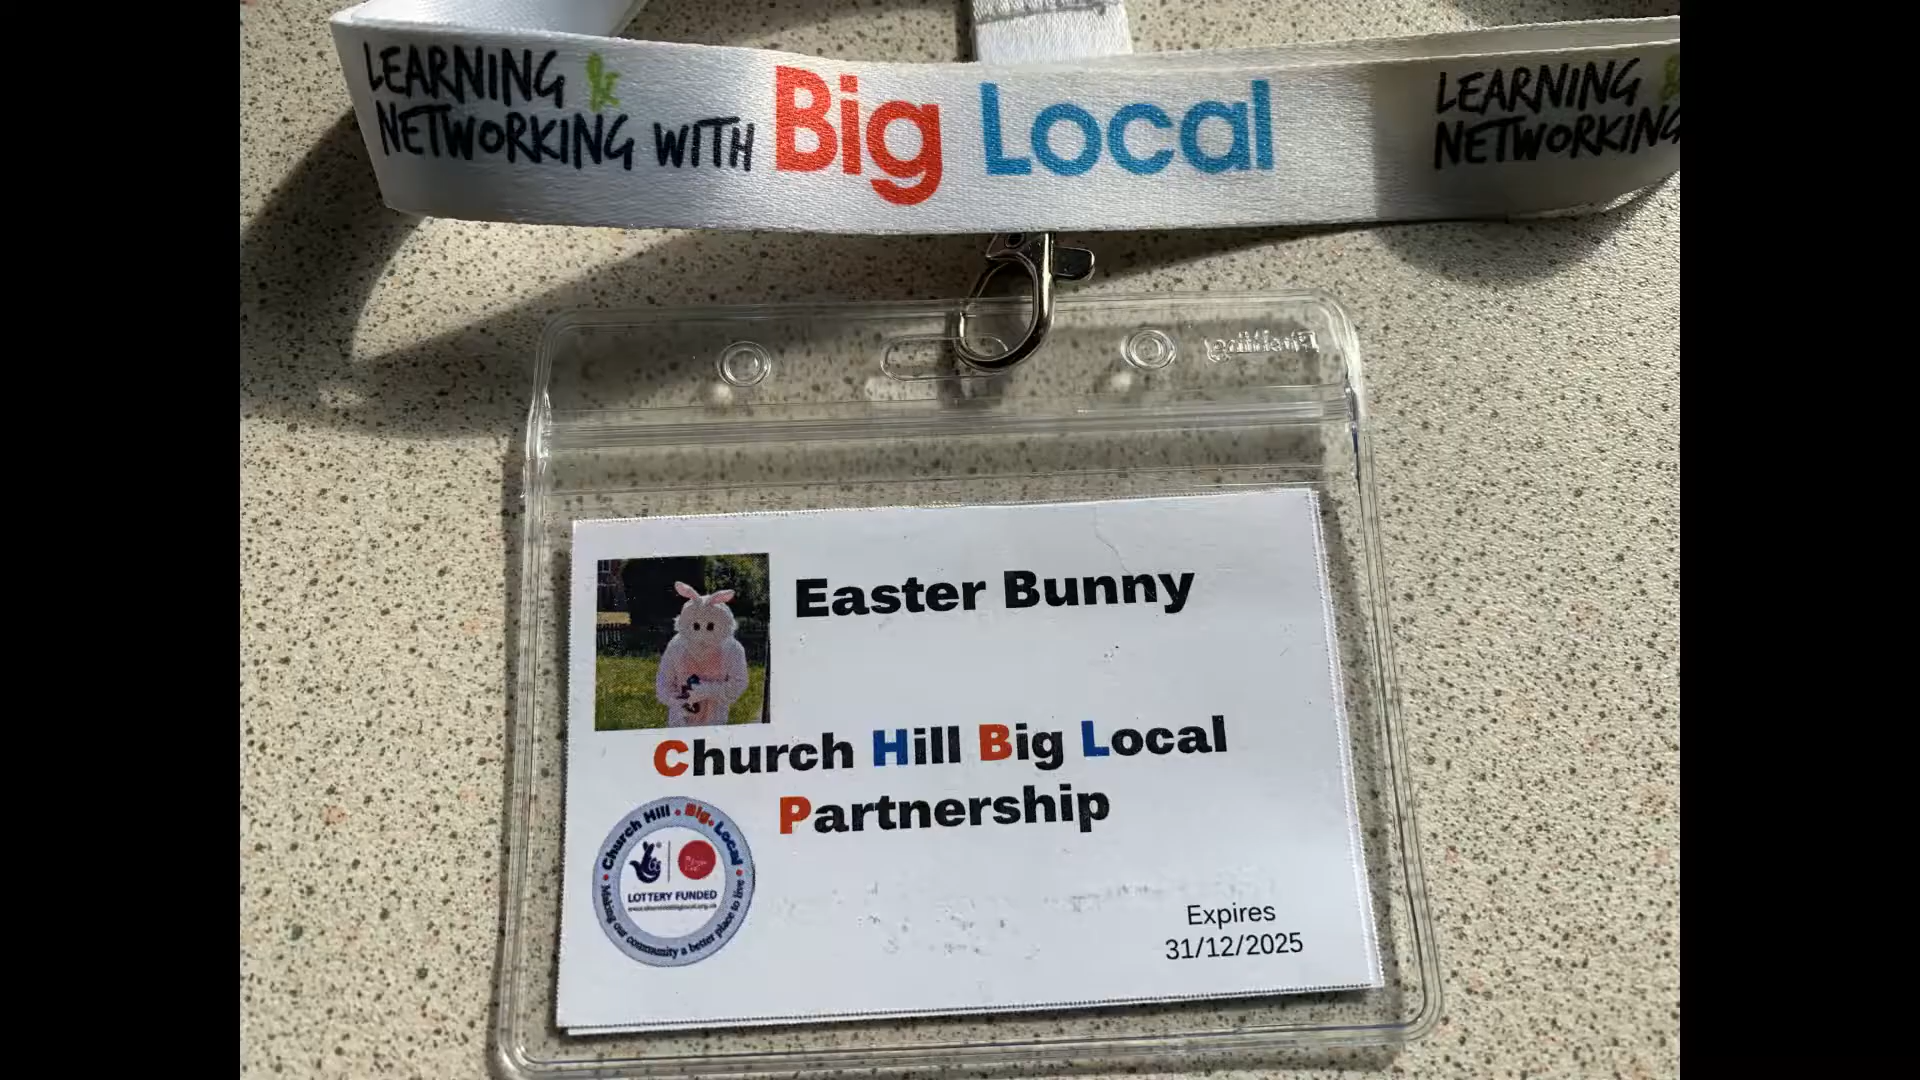 LEARNING &
NETWORKING WITH Big Local
LEARNING &
NETWORKING
Easter Bunny
Church Hill Big Local
Partnership
Church Hill • Big • Local
LOTTERY FUNDED
Making our community a better place to live
Expires
31/12/2025